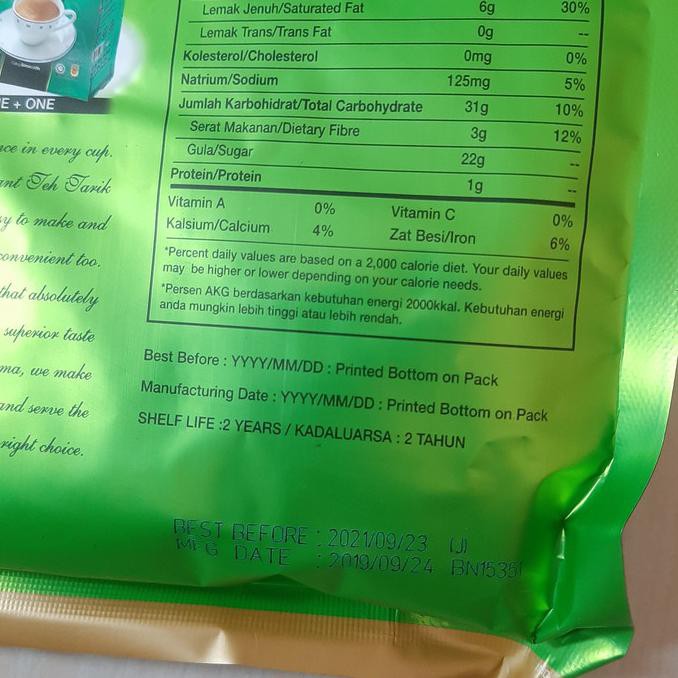 Lemak Jenuh/Saturated Fat 6g 30%
Lemak Trans/Trans Fat 0g --
Kolesterol/Cholesterol 0mg 0%
Natrium/Sodium 125mg 5%
Jumlah Karbohidrat/Total Carbohydrate 31g 10%
Serat Makanan/Dietary Fibre 3g 12%
Gula/Sugar 22g --
Protein/Protein 1g --
Vitamin A 0% Vitamin C 0%
Kalsium/Calcium 4% Zat Besi/Iron 6%
*Percent daily values are based on a 2,000 calorie diet. Your daily values
may be higher or lower depending on your calorie needs.
*Persen AKG berdasarkan kebutuhan energi 2000kkal. Kebutuhan energi
anda mungkin lebih tinggi atau lebih rendah.
E + ONE
in every cup.
Teh Tarik
to make and
convenient too.
that absolutely
superior taste
we make
and serve the
right choice.
Best Before : YYYY/MM/DD : Printed Bottom on Pack
Manufacturing Date : YYYY/MM/DD : Printed Bottom on Pack
SHELF LIFE :2 YEARS / KADALUARSA : 2 TAHUN
BEST BEFORE : 2021/09/23 (J)
MFG DATE : 2019/09/24 BN15351